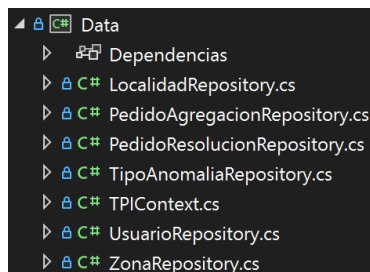 C# Data
Dependencias
C# LocalidadRepository.cs
C# PedidoAgregacionRepository.cs
C# PedidoResolucionRepository.cs
C# TipoAnomaliaRepository.cs
C# TPIContext.cs
C# UsuarioRepository.cs
C# ZonaRepository.cs